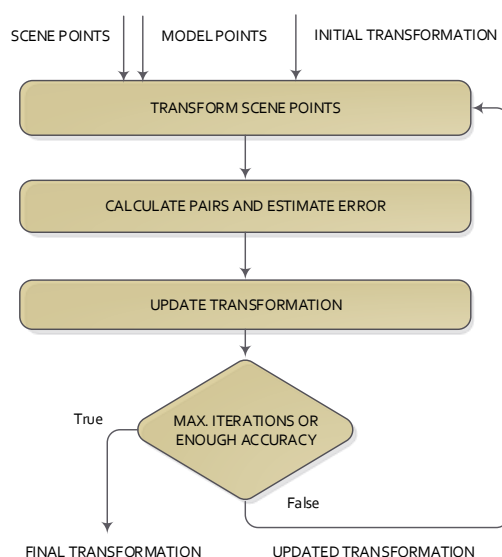 SCENE POINTS
MODEL POINTS
INITIAL TRANSFORMATION
TRANSFORM SCENE POINTS
CALCULATE PAIRS AND ESTIMATE ERROR
UPDATE TRANSFORMATION
True
MAX. ITERATIONS OR
ENOUGH ACCURACY
False
FINAL TRANSFORMATION
UPDATED TRANSFORMATION